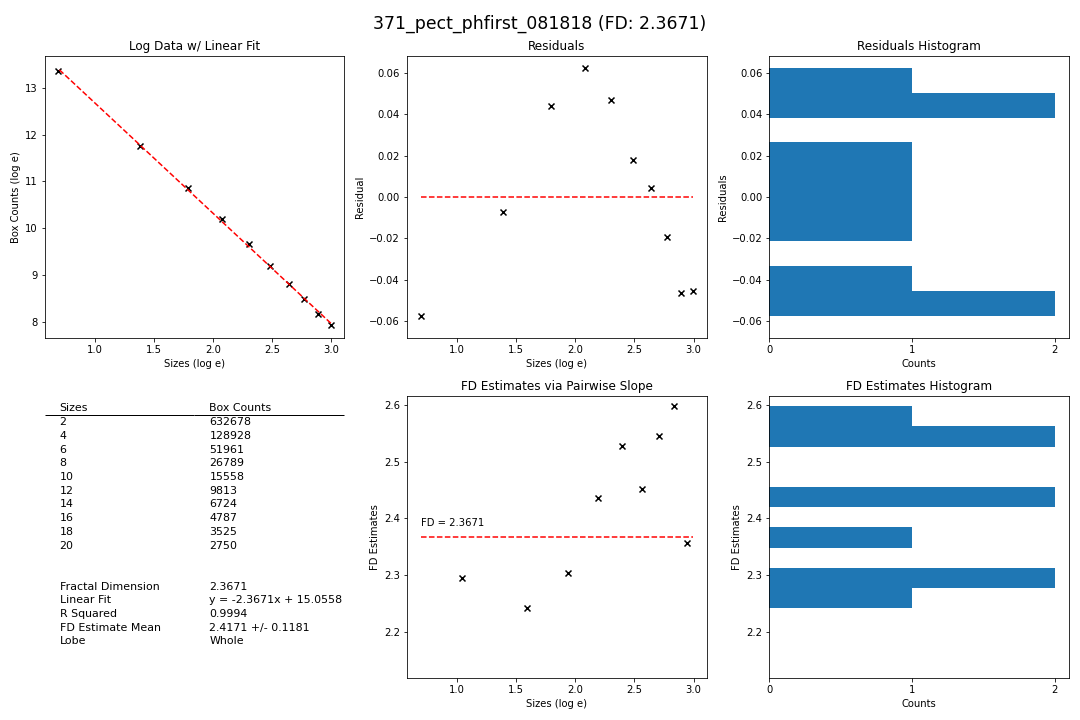 371_pect_phfirst_081818 (FD: 2.3671)
Log Data w/ Linear Fit
Box Counts (log e)
13
12
11
10
9
8
1.0 1.5 2.0 2.5 3.0
Sizes (log e)
Residuals
Residual
0.06
0.04
0.02
0.00
−0.02
−0.04
−0.06
1.0 1.5 2.0 2.5 3.0
Sizes (log e)
Residuals Histogram
Residuals
0.06
0.04
0.02
0.00
−0.02
−0.04
−0.06
0 1 2
Counts
Sizes Box Counts
2 632678
4 128928
6 51961
8 26789
10 15558
12 9813
14 6724
16 4787
18 3525
20 2750
Fractal Dimension 2.3671
Linear Fit y = -2.3671x + 15.0558
R Squared 0.9994
FD Estimate Mean 2.4171 +/- 0.1181
Lobe Whole
FD Estimates via Pairwise Slope
FD Estimates
2.6
2.5
2.4
2.3
2.2
FD = 2.3671
1.0 1.5 2.0 2.5 3.0
Sizes (log e)
FD Estimates Histogram
FD Estimates
2.6
2.5
2.4
2.3
2.2
0 1 2
Counts